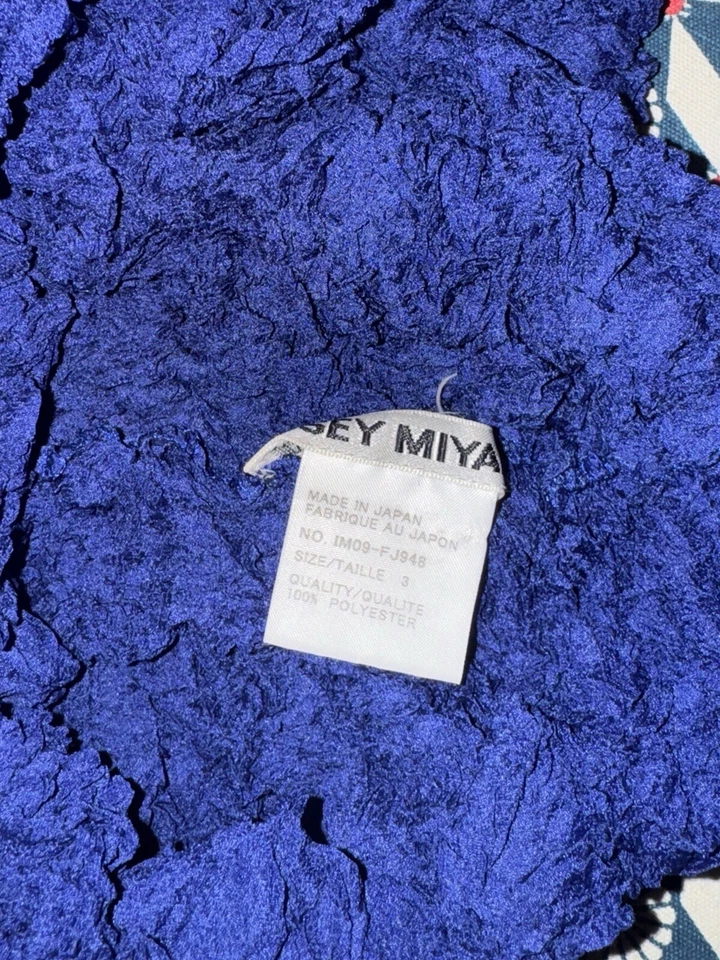 SEY MIYA
MADE IN JAPAN
FABRIQUE AU JAPON
NO. IM09-FJ948
SIZE/TAILLE 3
QUALITY/QUALITE
100% POLYESTER